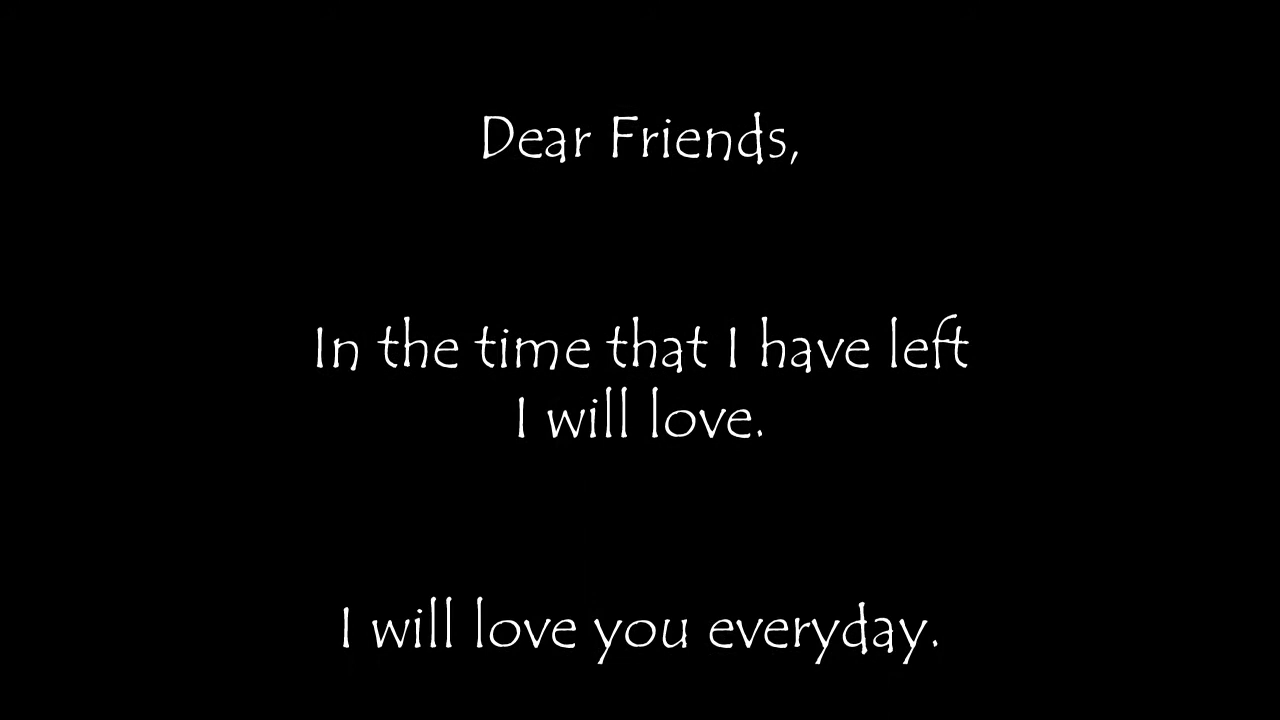 Dear Friends,
In the time that I have left
I will love.
I will love you everyday.